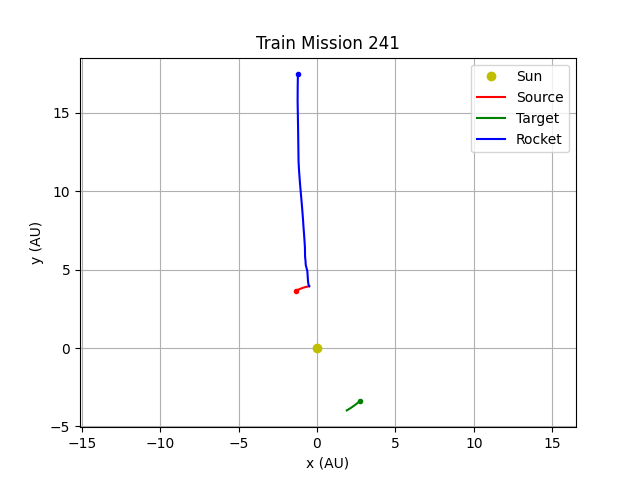 Train Mission 241
Sun
Source
Target
Rocket
15
10
5
0
−5
y (AU)
−15
−10
−5
0
5
10
15
x (AU)